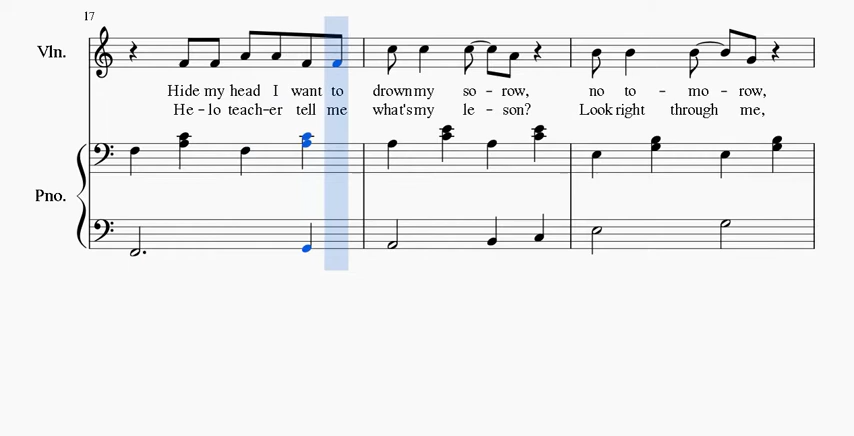 17
Vln.
Hide my head I want to drown my so - row, no to - mo - row,
He - lo teach-er tell me what's my le - son? Look right through me,
Pno.